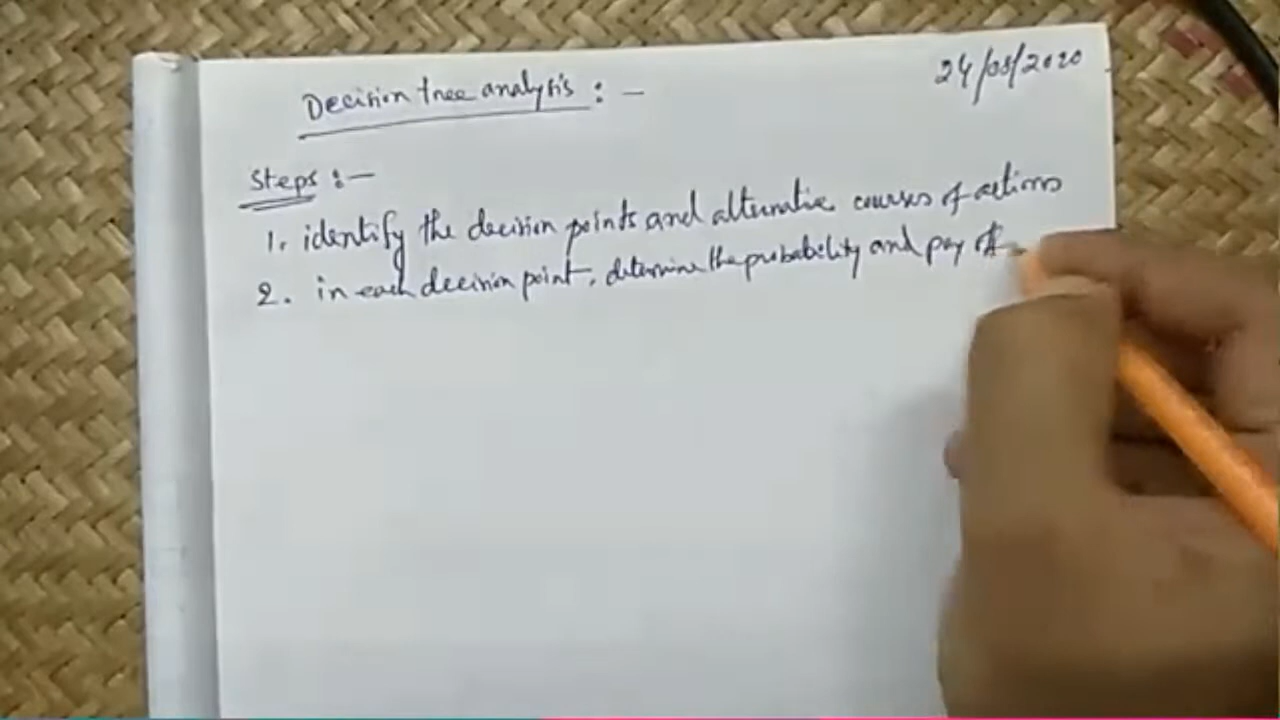 24/08/2020
Decision tree analysis : -
Steps :-
1. identify the decision points and alternative courses of actions
2. in each decision point, determine the probability and pay off